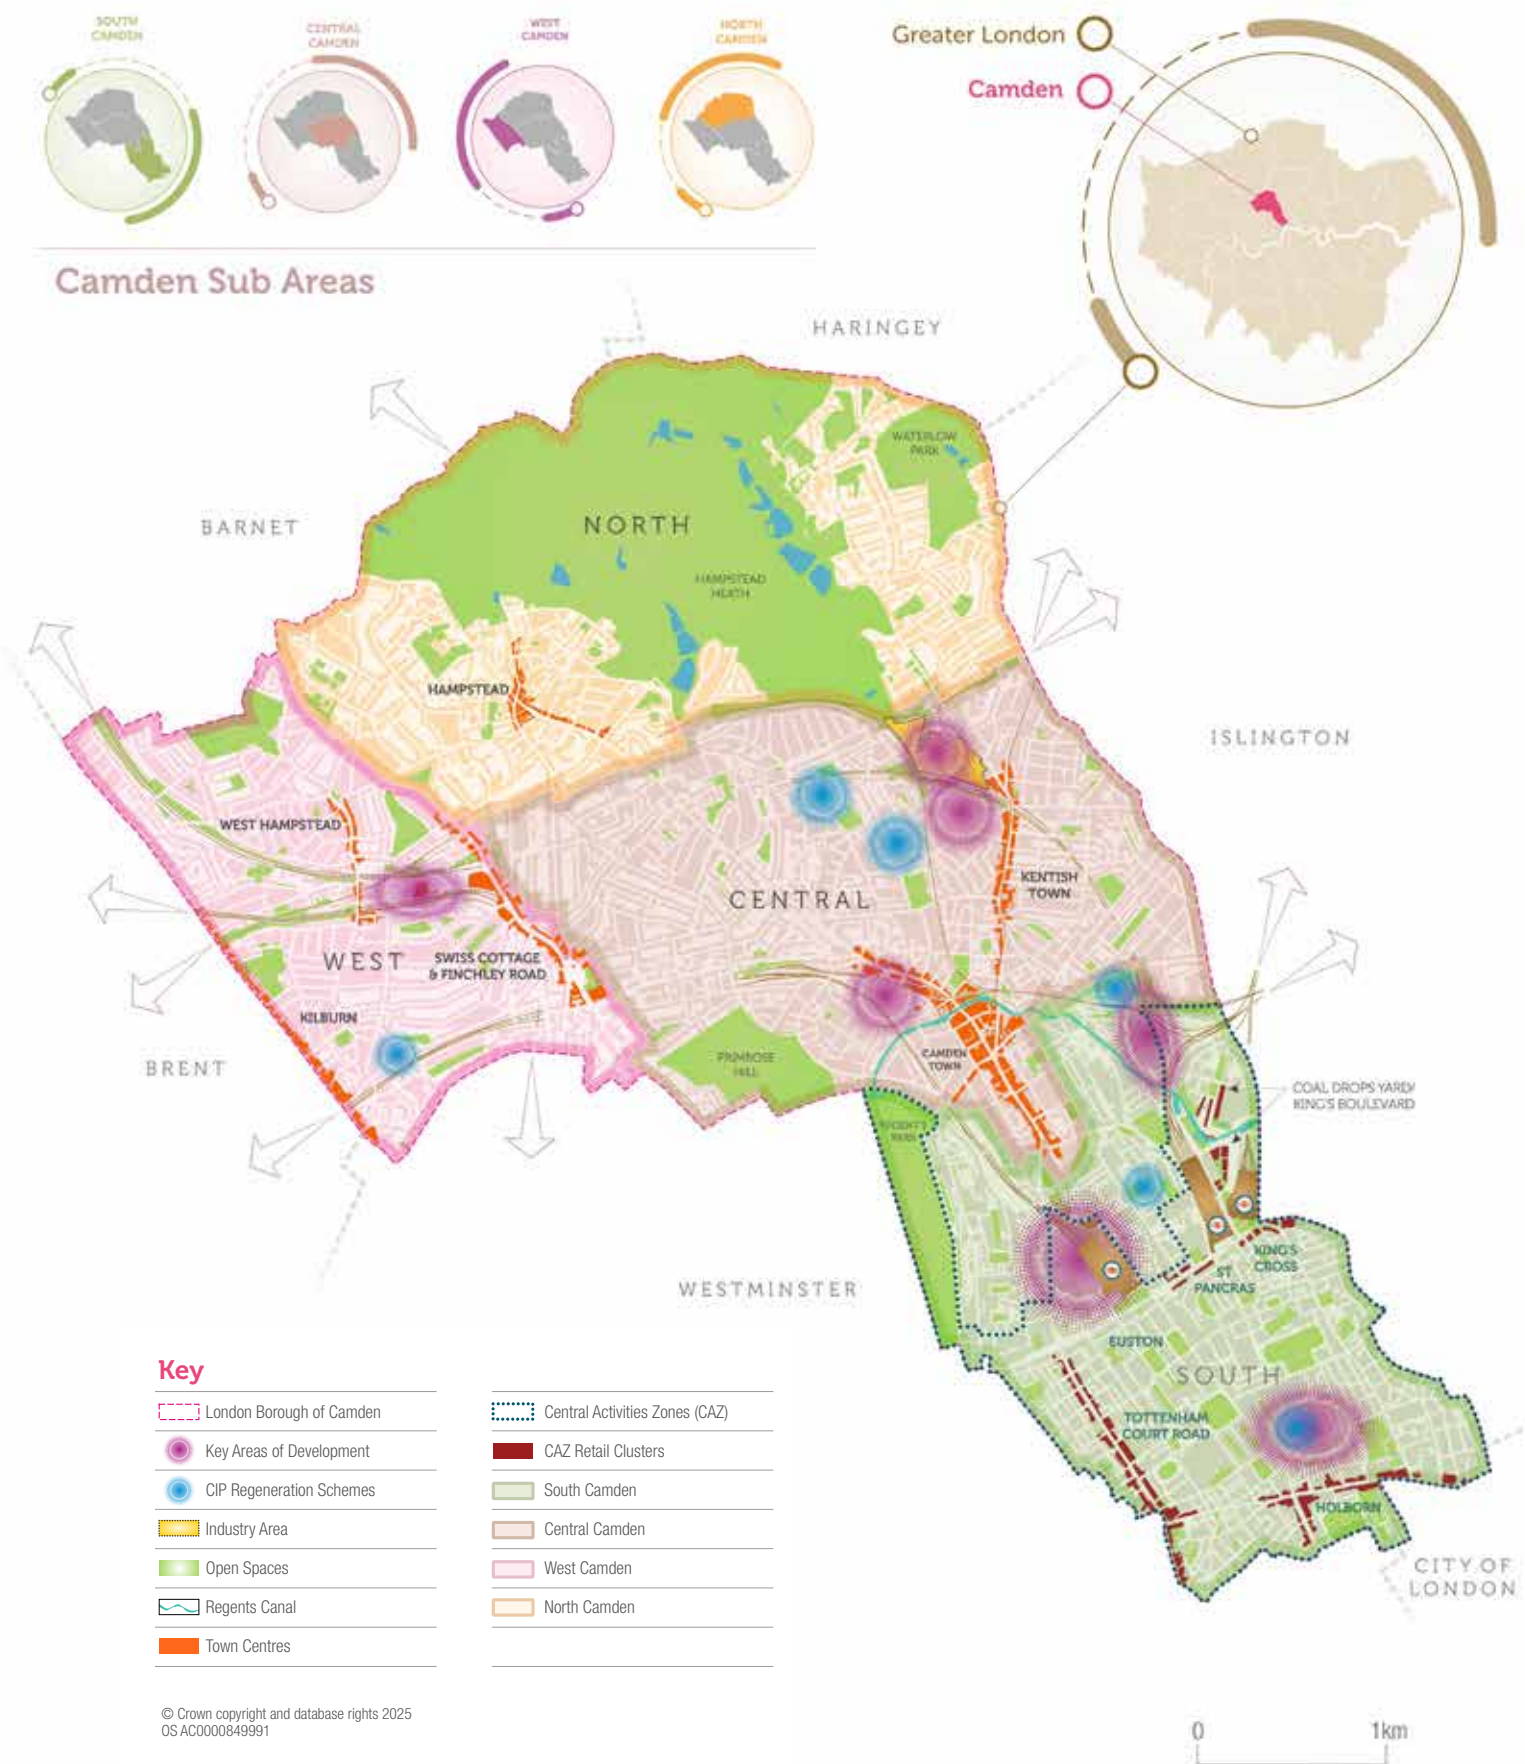 SOUTH
CAMDEN
CENTRAL
CAMDEN
WEST
CAMDEN
NORTH
CAMDEN
Greater London
Camden
Camden Sub Areas
HARINGEY
WATERLOW
PARK
BARNET
NORTH
HAMPSTEAD
HEATH
HAMPSTEAD
ISLINGTON
WEST HAMPSTEAD
KENTISH
TOWN
CENTRAL
WEST
SWISS COTTAGE
& FINCHLEY ROAD
KILBURN
BRENT
PRIMROSE
HILL
CAMDEN
TOWN
COAL DROPS YARD/
KING'S BOULEVARD
REGENT'S
PARK
KING'S
CROSS
ST
PANCRAS
WESTMINSTER
EUSTON
SOUTH
TOTTENHAM
COURT ROAD
HOLBORN
CITY OF
LONDON
Key
London Borough of Camden
Key Areas of Development
CIP Regeneration Schemes
Industry Area
Open Spaces
Regents Canal
Town Centres
Central Activities Zones (CAZ)
CAZ Retail Clusters
South Camden
Central Camden
West Camden
North Camden
© Crown copyright and database rights 2025
OS AC0000849991
0 1km